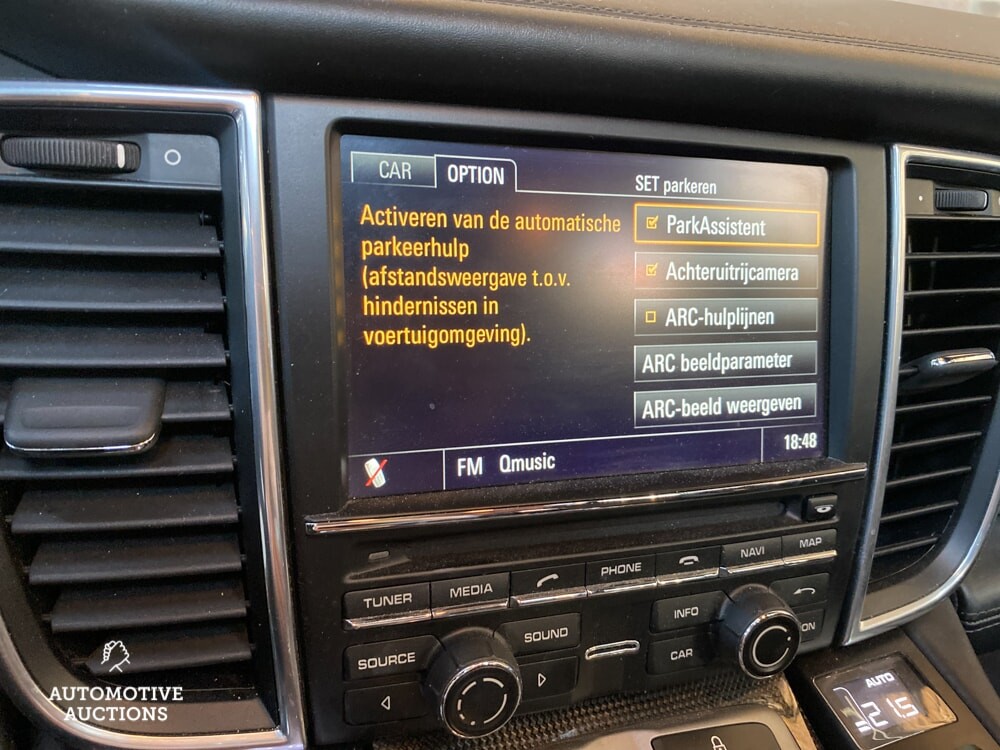 CAR
OPTION
SET parkeren
Activeren van de automatische
parkeerhulp
(afstandsweergave t.o.v.
hindernissen in
voertuigomgeving).
ParkAssistent
Achteruitrijcamera
ARC-hulplijnen
ARC beeldparameter
ARC-beeld weergeven
FM Qmusic
18:48
TUNER
MEDIA
PHONE
NAVI
MAP
SOURCE
SOUND
INFO
CAR
AUTO
21.5
AUTOMOTIVE
AUCTIONS